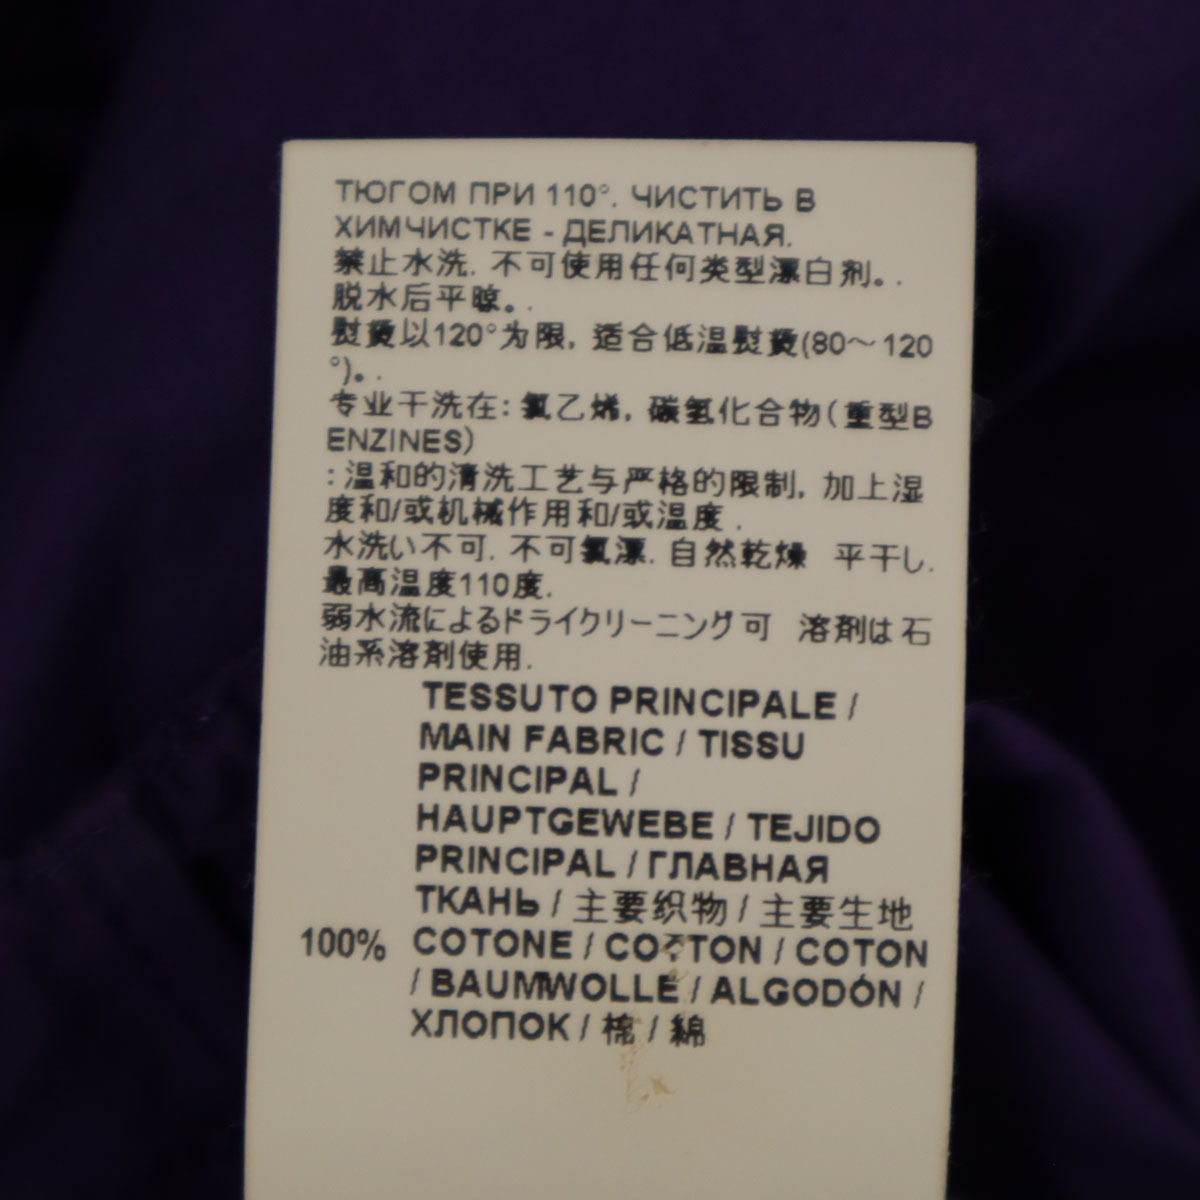 ТЮГОМ ПРИ 110°. ЧИСТИТЬ В
ХИМЧИСТКЕ - ДЕЛИКАТНАЯ.
禁止水洗. 不可使用任何类型漂白剂。.
脱水后平晾。.
熨烫以120°为限, 适合低温熨烫(80～120
°)。.
专业干洗在: 氯乙烯, 碳氢化合物(重型B
ENZINES)
: 温和的清洗工艺与严格的限制, 加上湿
度和/或机械作用和/或温度 .
水洗い不可. 不可氯漂. 自然乾燥 平干し.
最高温度110度.
弱水流によるドライクリーニング可 溶剤は石
油系溶剤使用.
TESSUTO PRINCIPALE /
MAIN FABRIC / TISSU
PRINCIPAL /
HAUPTGEWEBE / TEJIDO
PRINCIPAL / ГЛАВНАЯ
ТКАНЬ / 主要织物 / 主要生地
100% COTONE / COTTON / COTON
/ BAUMWOLLE / ALGODÓN /
ХЛОПОК / 棉 / 綿